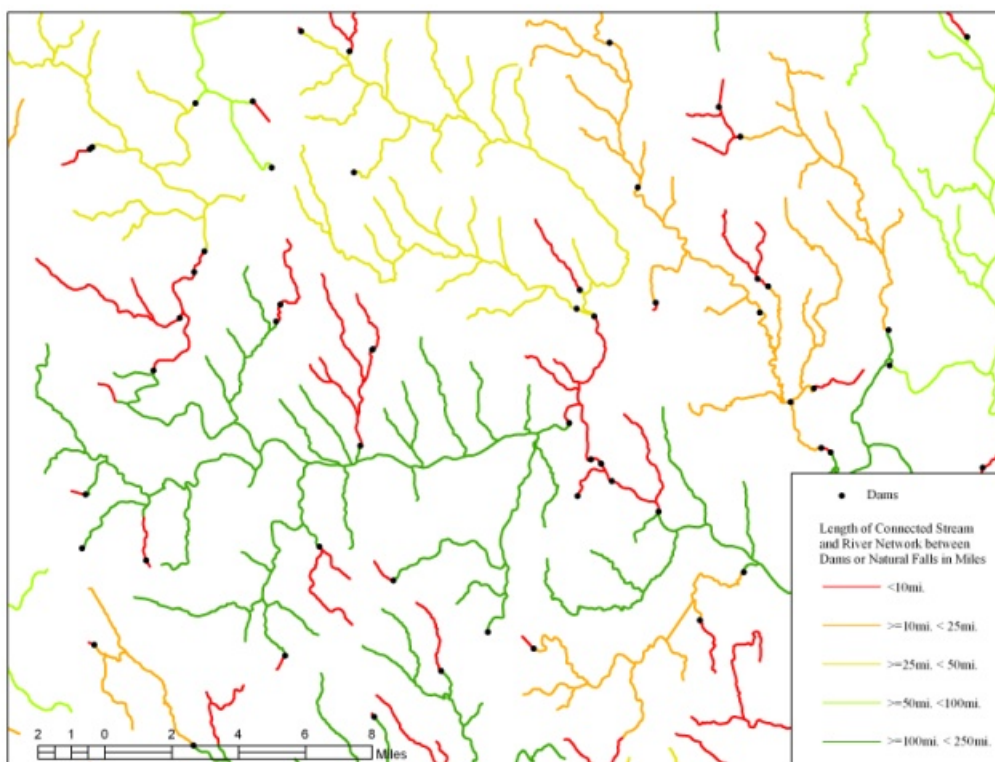 Dams
Length of Connected Stream
and River Network between
Dams or Natural Falls in Miles
<10mi.
>=10mi. < 25mi.
>=25mi. < 50mi.
>=50mi. <100mi.
>=100mi. < 250mi.
2 1 0 2 4 6 8
Miles